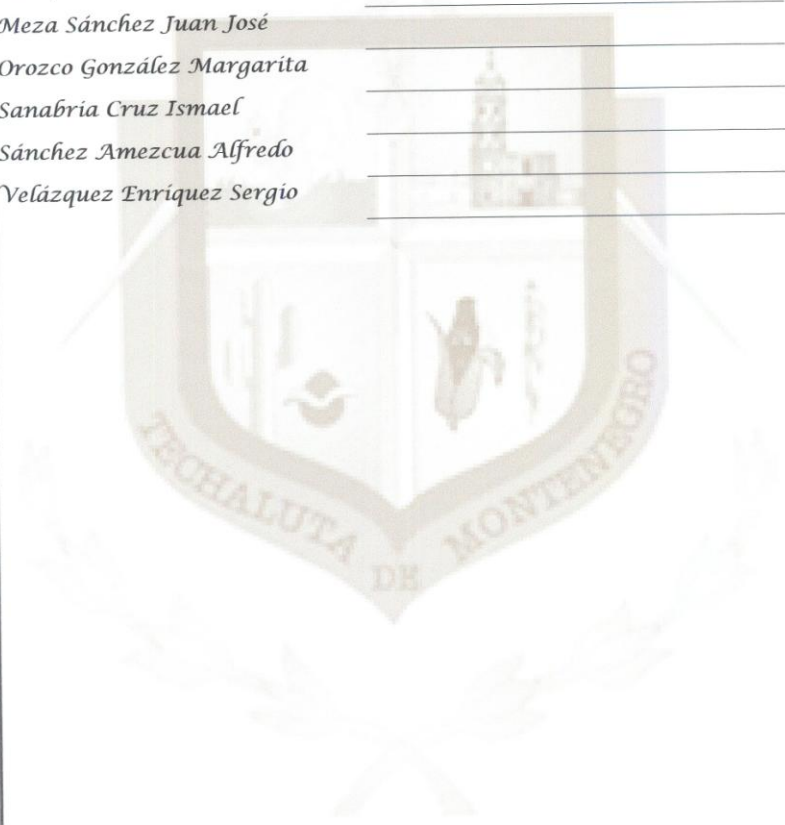 Meza Sánchez Juan José
Orozco González Margarita
Sanabria Cruz Ismael
Sánchez Amezcua Alfredo
Velázquez Enríquez Sergio
TECHALUTA DE MONTENEGRO